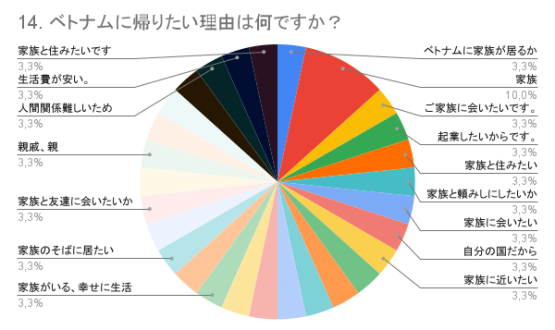 14. ベトナムに帰りたい理由は何ですか？
家族と住みたいです
3,3%
生活費が安い。
3,3%
人間関係難しいため
3,3%
親戚、親
3,3%
家族と友達に会いたいか
3,3%
家族のそばに居たい
3,3%
家族がいる、幸せに生活
3,3%
ベトナムに家族が居るか
3,3%
家族
10,0%
ご家族に会いたいです。
3,3%
起業したいからです。
3,3%
家族と住みたい
3,3%
家族と頼みしにしたいか
3,3%
家族に会いたい
3,3%
自分の国だから
3,3%
家族に近いたい
3,3%